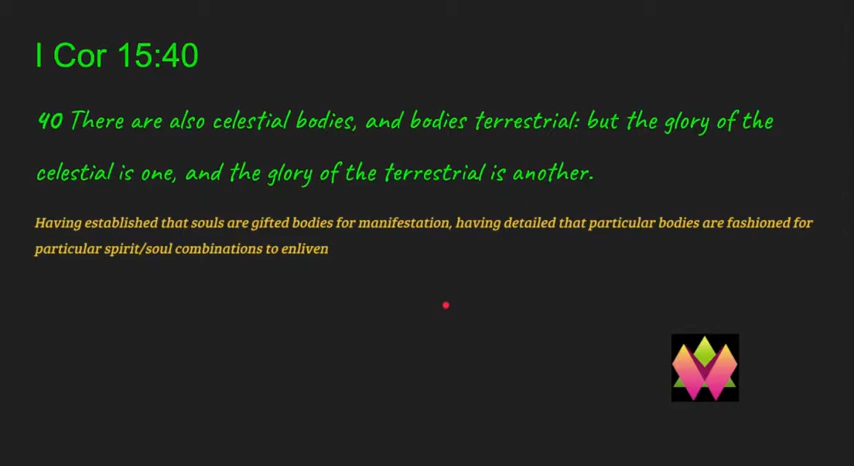 I Cor 15:40
40 There are also celestial bodies, and bodies terrestrial: but the glory of the
celestial is one, and the glory of the terrestrial is another.
Having established that souls are gifted bodies for manifestation, having detailed that particular bodies are fashioned for
particular spirit/soul combinations to enliven